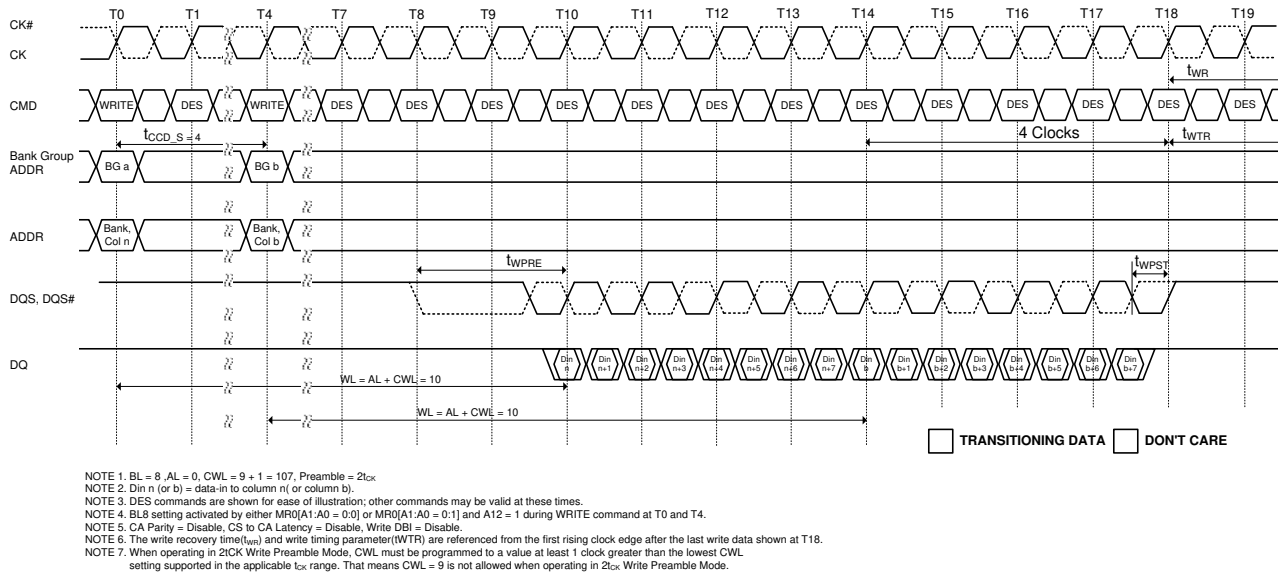 T0 T1 T4 T7 T8 T9 T10 T11 T12 T13 T14 T15 T16 T17 T18 T19
CK#
CK
tWR
CMD
WRITE DES WRITE DES DES DES DES DES DES DES DES DES DES DES DES DES
tCCD_S = 4
4 Clocks
tWTR
Bank Group
ADDR
BG a
BG b
ADDR
Bank,
Col n
Bank,
Col b
tWPRE
tWPST
DQS, DQS#
DQ
Din n
Din n+1
Din n+2
Din n+3
Din n+4
Din n+5
Din n+6
Din n+7
Din b
Din b+1
Din b+2
Din b+3
Din b+4
Din b+5
Din b+6
Din b+7
WL = AL + CWL = 10
WL = AL + CWL = 10
TRANSITIONING DATA DON'T CARE
NOTE 1. BL = 8 ,AL = 0, CWL = 9 + 1 = 107, Preamble = 2tCK
NOTE 2. Din n (or b) = data-in to column n( or column b).
NOTE 3. DES commands are shown for ease of illustration; other commands may be valid at these times.
NOTE 4. BL8 setting activated by either MR0[A1:A0 = 0:0] or MR0[A1:A0 = 0:1] and A12 = 1 during WRITE command at T0 and T4.
NOTE 5. CA Parity = Disable, CS to CA Latency = Disable, Write DBI = Disable.
NOTE 6. The write recovery time(tWR) and write timing parameter(tWTR) are referenced from the first rising clock edge after the last write data shown at T18.
NOTE 7. When operating in 2tCK Write Preamble Mode, CWL must be programmed to a value at least 1 clock greater than the lowest CWL
setting supported in the applicable tCK range. That means CWL = 9 is not allowed when operating in 2tCK Write Preamble Mode.